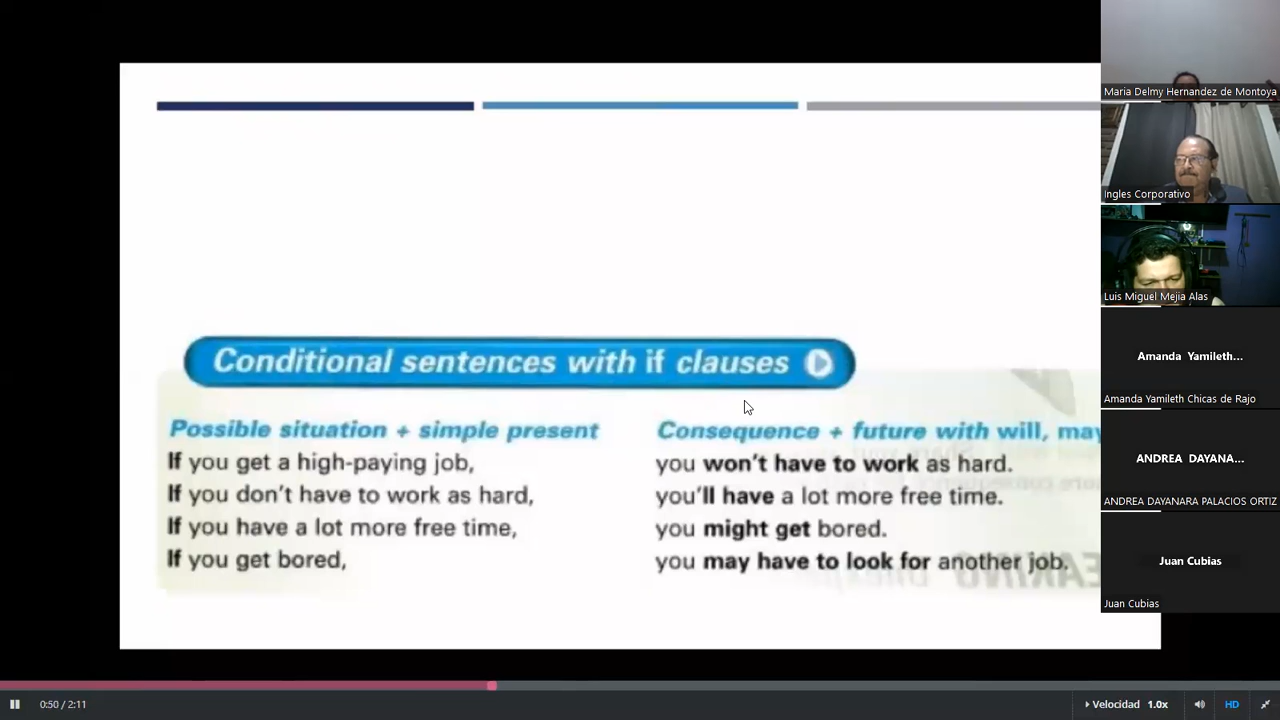 Conditional sentences with if clauses
Possible situation + simple present
If you get a high-paying job,
If you don't have to work as hard,
If you have a lot more free time,
If you get bored,
Consequence + future with will, may
you won't have to work as hard.
you'll have a lot more free time.
you might get bored.
you may have to look for another job.
Maria Delmy Hernandez de Montoya
Ingles Corporativo
Luis Miguel Mejia Alas
Amanda Yamileth...
Amanda Yamileth Chicas de Rajo
ANDREA DAYANA...
ANDREA DAYANARA PALACIOS ORTIZ
Juan Cubias
Juan Cubias
0:50 / 2:11
Velocidad 1.0x
HD